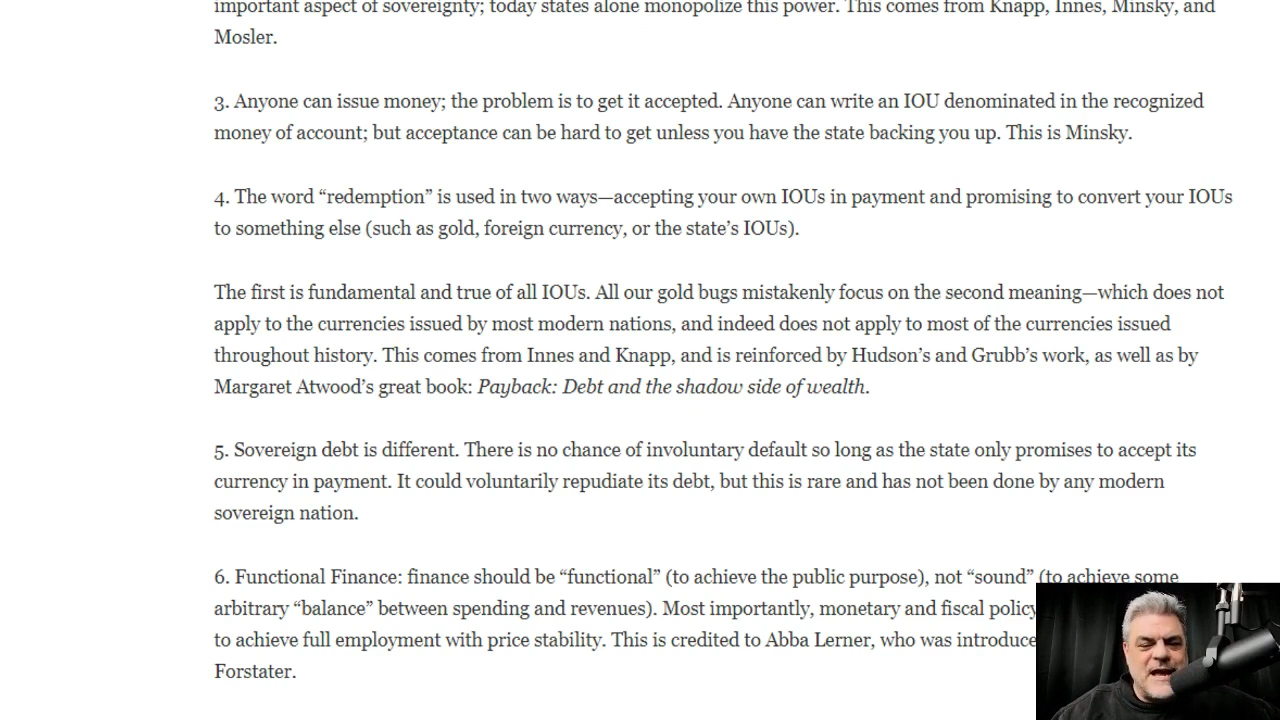 important aspect of sovereignty; today states alone monopolize this power. This comes from Knapp, Innes, Minsky, and
Mosler.
3. Anyone can issue money; the problem is to get it accepted. Anyone can write an IOU denominated in the recognized
money of account; but acceptance can be hard to get unless you have the state backing you up. This is Minsky.
4. The word “redemption” is used in two ways—accepting your own IOUs in payment and promising to convert your IOUs
to something else (such as gold, foreign currency, or the state’s IOUs).
The first is fundamental and true of all IOUs. All our gold bugs mistakenly focus on the second meaning—which does not
apply to the currencies issued by most modern nations, and indeed does not apply to most of the currencies issued
throughout history. This comes from Innes and Knapp, and is reinforced by Hudson’s and Grubb’s work, as well as by
Margaret Atwood’s great book: Payback: Debt and the shadow side of wealth.
5. Sovereign debt is different. There is no chance of involuntary default so long as the state only promises to accept its
currency in payment. It could voluntarily repudiate its debt, but this is rare and has not been done by any modern
sovereign nation.
6. Functional Finance: finance should be “functional” (to achieve the public purpose), not “sound” (to achieve some
arbitrary “balance” between spending and revenues). Most importantly, monetary and fiscal policy
to achieve full employment with price stability. This is credited to Abba Lerner, who was introduce
Forstater.